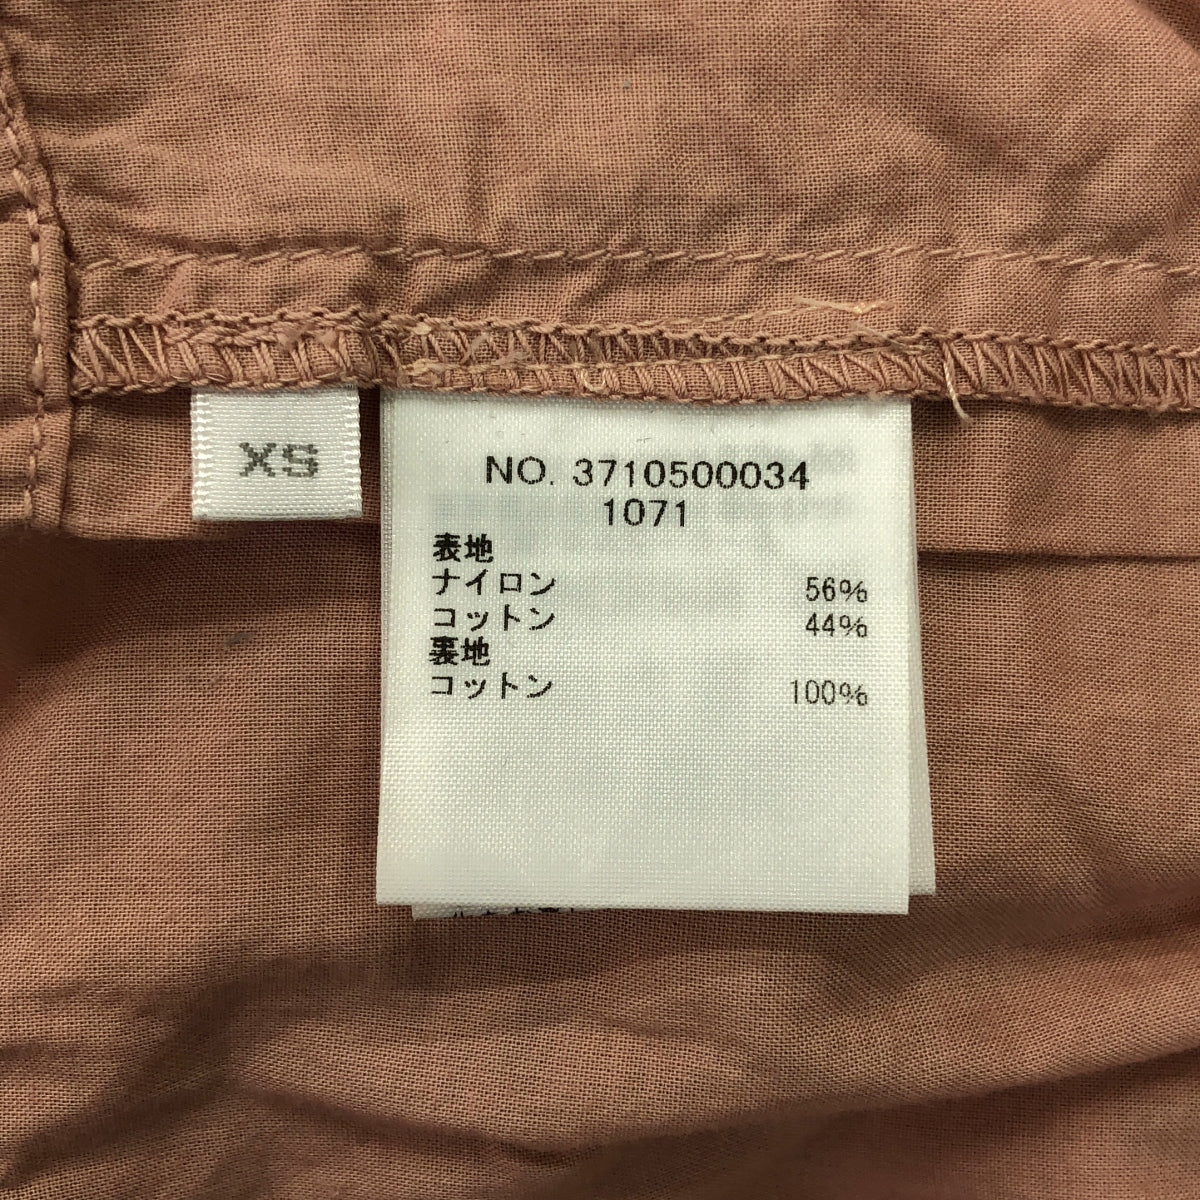 XS
NO. 3710500034
1071
表地
ナイロン 56%
コットン 44%
裏地
コットン 100%